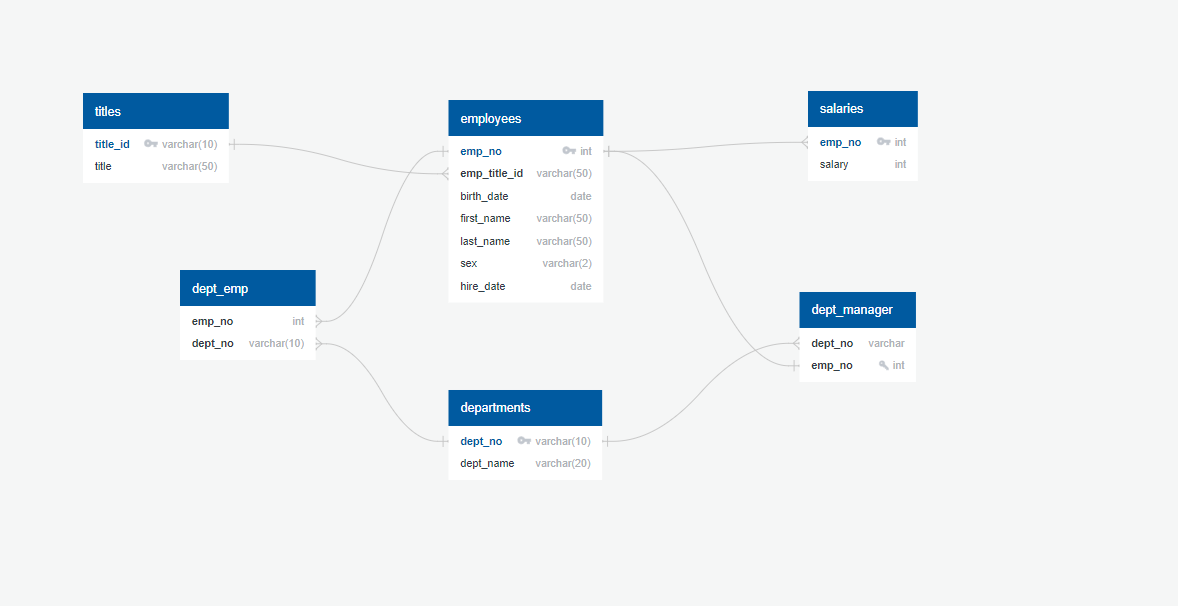 titles
title_id varchar(10)
title varchar(50)
employees
emp_no int
emp_title_id varchar(50)
birth_date date
first_name varchar(50)
last_name varchar(50)
sex varchar(2)
hire_date date
salaries
emp_no int
salary int
dept_emp
emp_no int
dept_no varchar(10)
dept_manager
dept_no varchar
emp_no int
departments
dept_no varchar(10)
dept_name varchar(20)